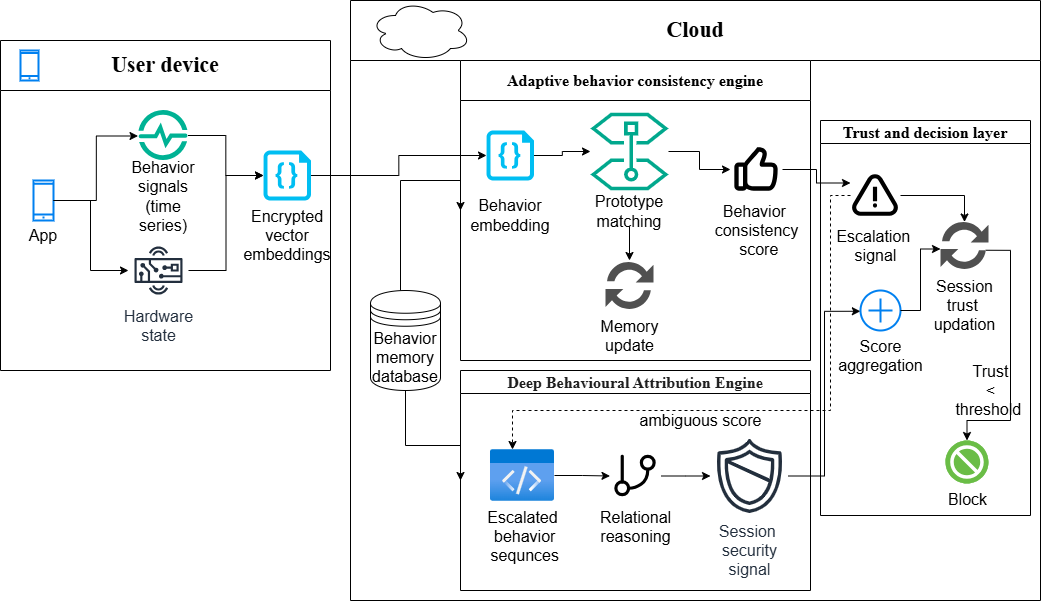 Cloud
User device
Adaptive behavior consistency engine
Trust and decision layer
Behavior
signals
(time
series)
App
Encrypted
vector
embeddings
Hardware
state
Behavior
embedding
Prototype
matching
Behavior
consistency
score
Memory
update
Behavior
memory
database
Escalation
signal
Session
trust
updation
Score
aggregation
Trust
<
threshold
Block
Deep Behavioural Attribution Engine
ambiguous score
Escalated
behavior
sequnces
Relational
reasoning
Session
security
signal